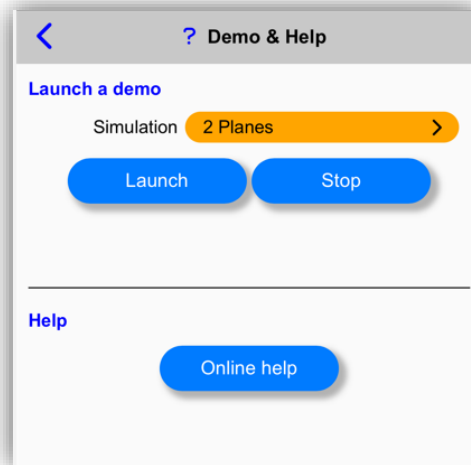 ? Demo & Help
Launch a demo
Simulation 2 Planes
Launch Stop
Help
Online help